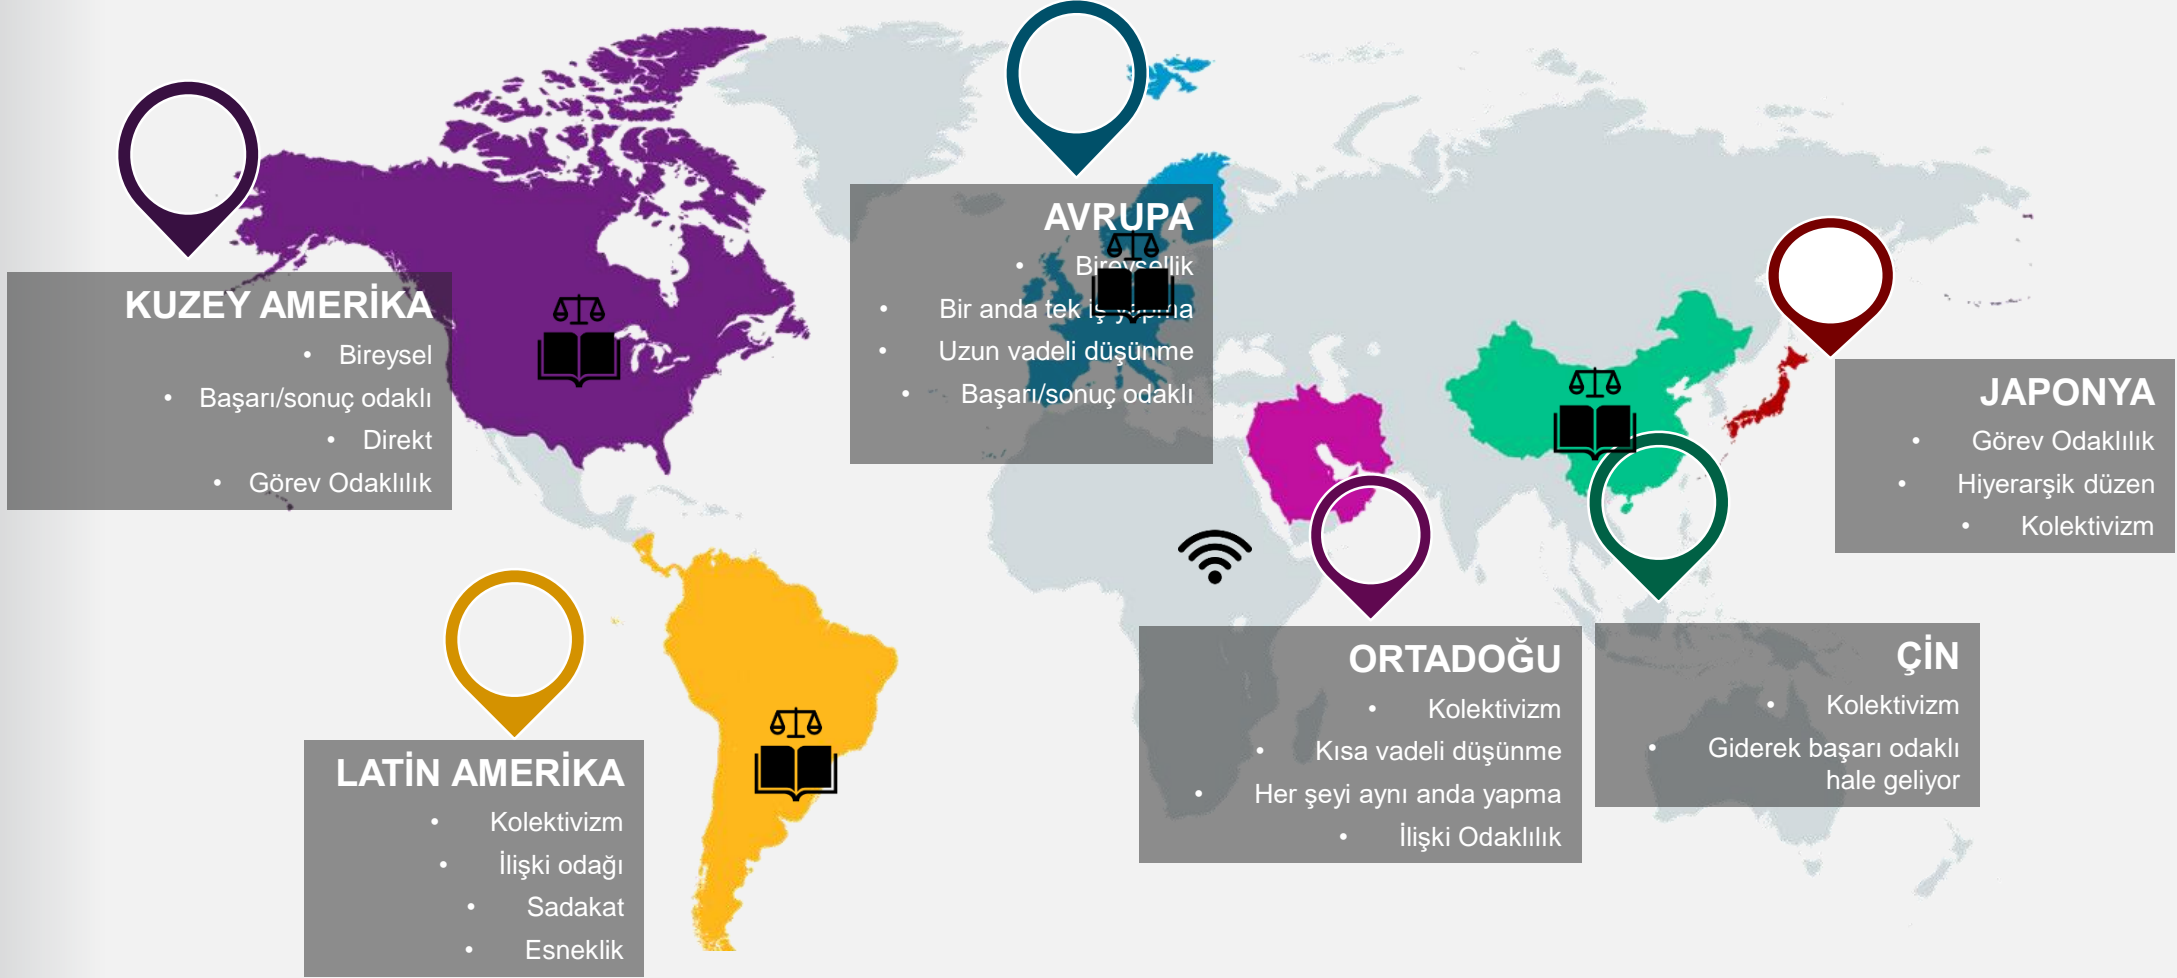 KUZEY AMERİKA
• Bireysel
• Başarı/sonuç odaklı
• Direkt
• Görev Odaklılık
AVRUPA
• Bireysellik
• Bir anda tek iş yapma
• Uzun vadeli düşünme
• Başarı/sonuç odaklı
JAPONYA
• Görev Odaklılık
• Hiyerarşik düzen
• Kolektivizm
LATİN AMERİKA
• Kolektivizm
• İlişki odağı
• Sadakat
• Esneklik
ORTADOĞU
• Kolektivizm
• Kısa vadeli düşünme
• Her şeyi aynı anda yapma
• İlişki Odaklılık
ÇİN
• Kolektivizm
• Giderek başarı odaklı
hale geliyor